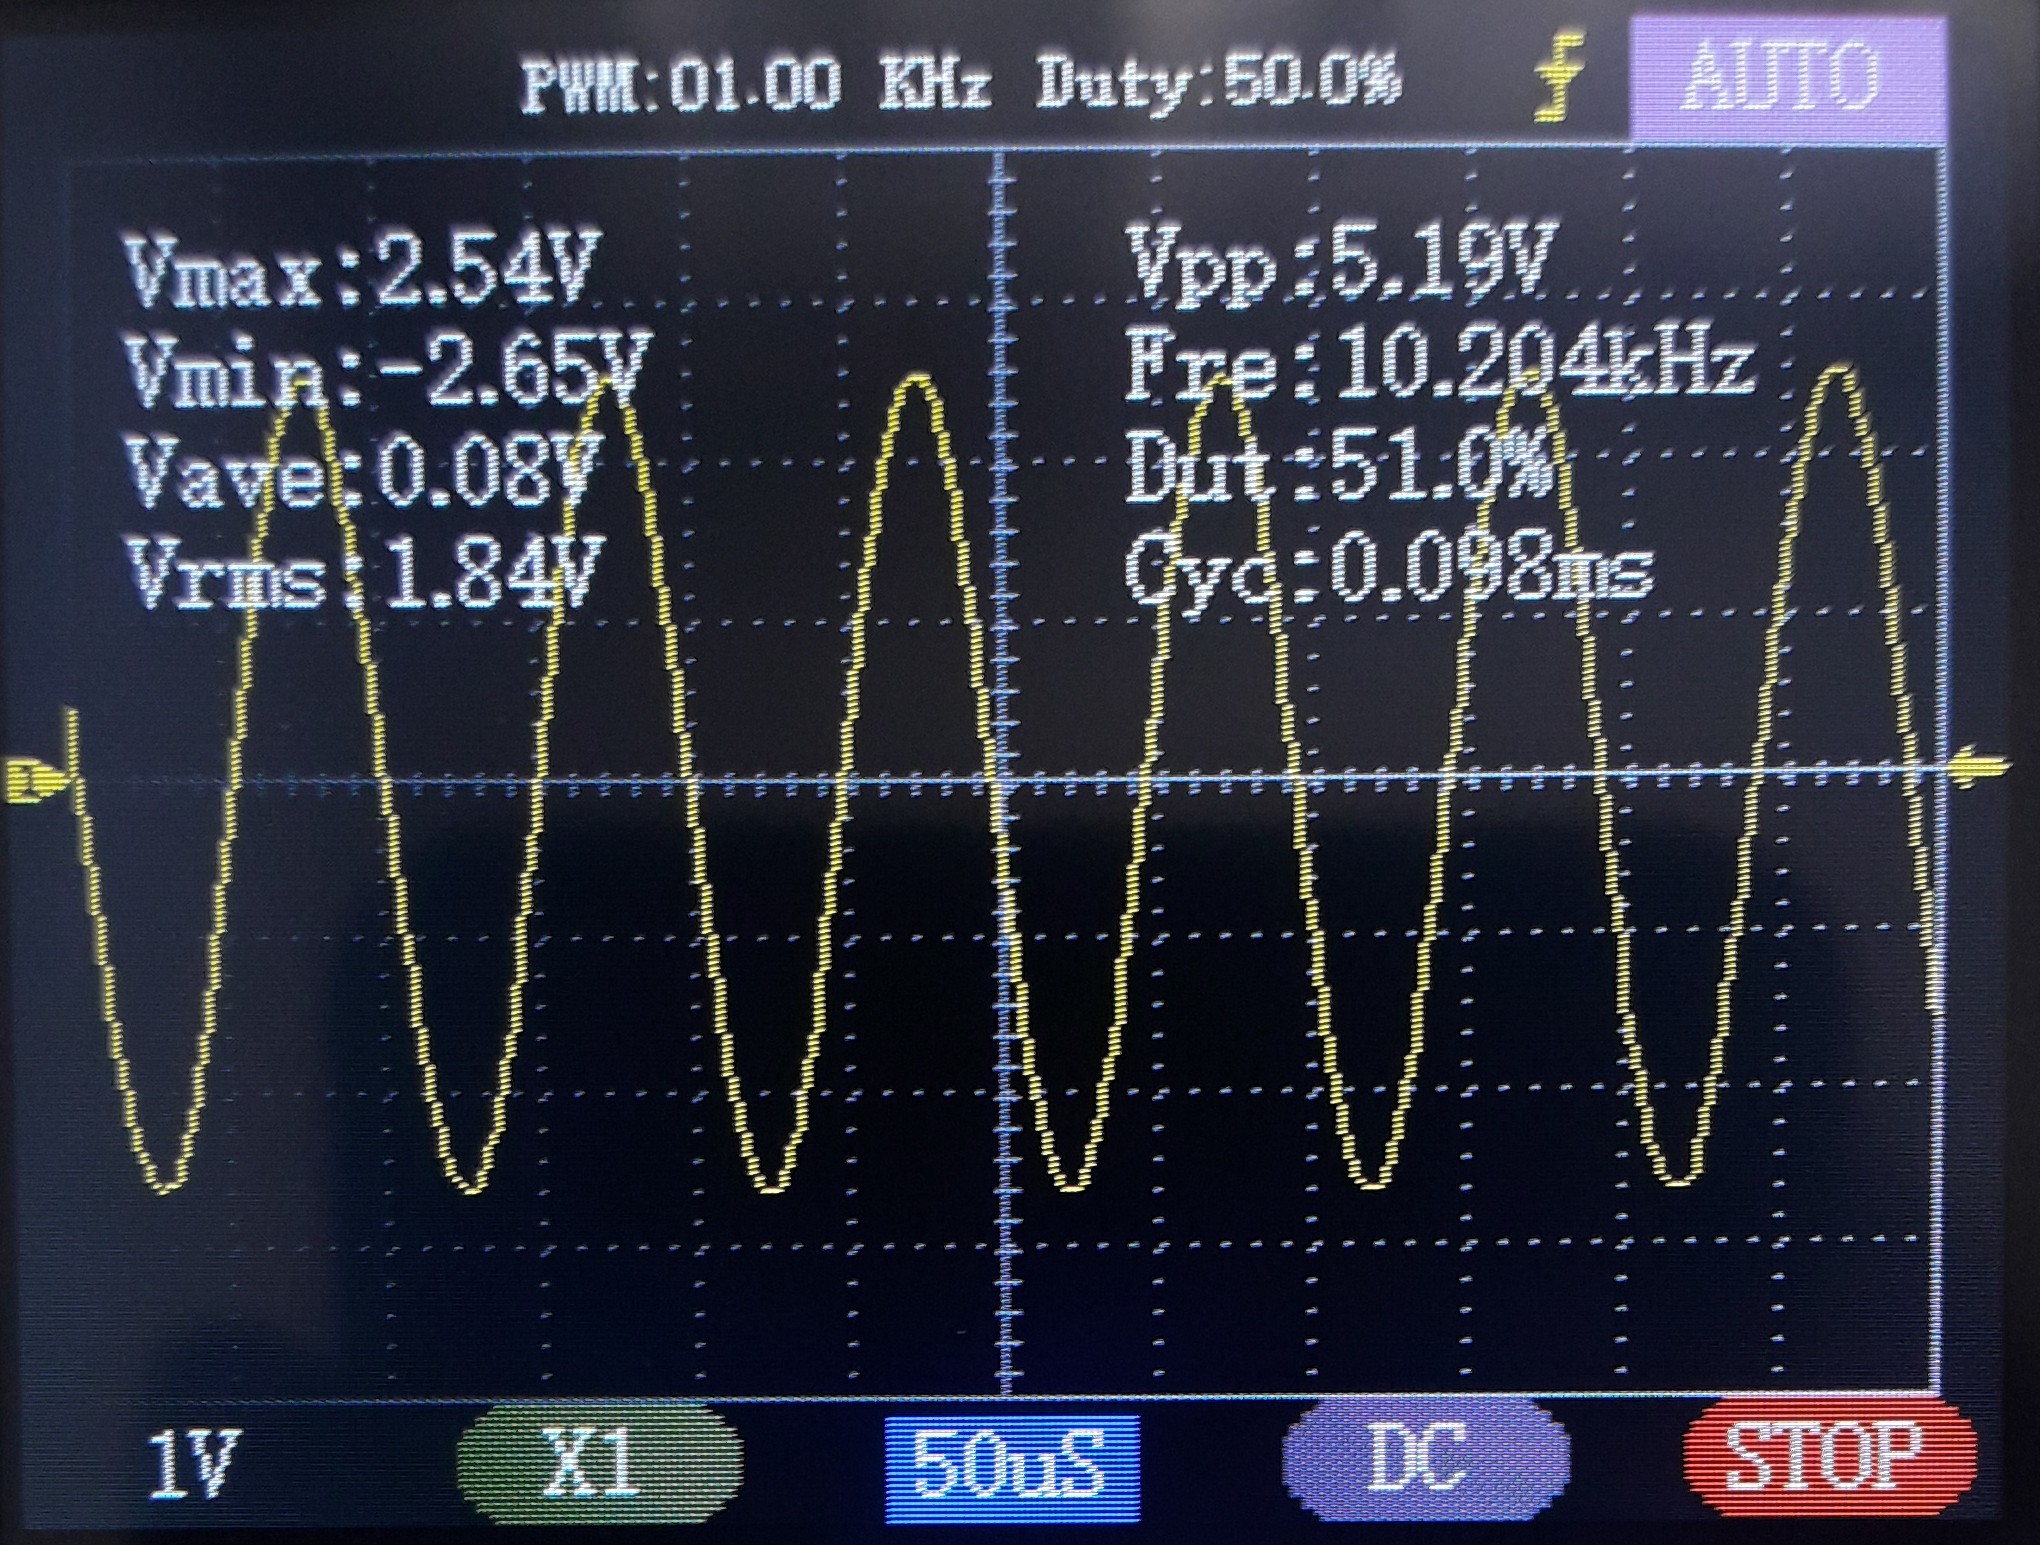 PWM:01.00 KHz Duty:50.0% AUTO
Vmax:2.54V Vpp:5.19V
Vmin:-2.65V Fre:10.204kHz
Vave:0.08V Dut:51.0%
Vrms:1.84V Cyc:0.098ms
1V X1 50uS DC STOP